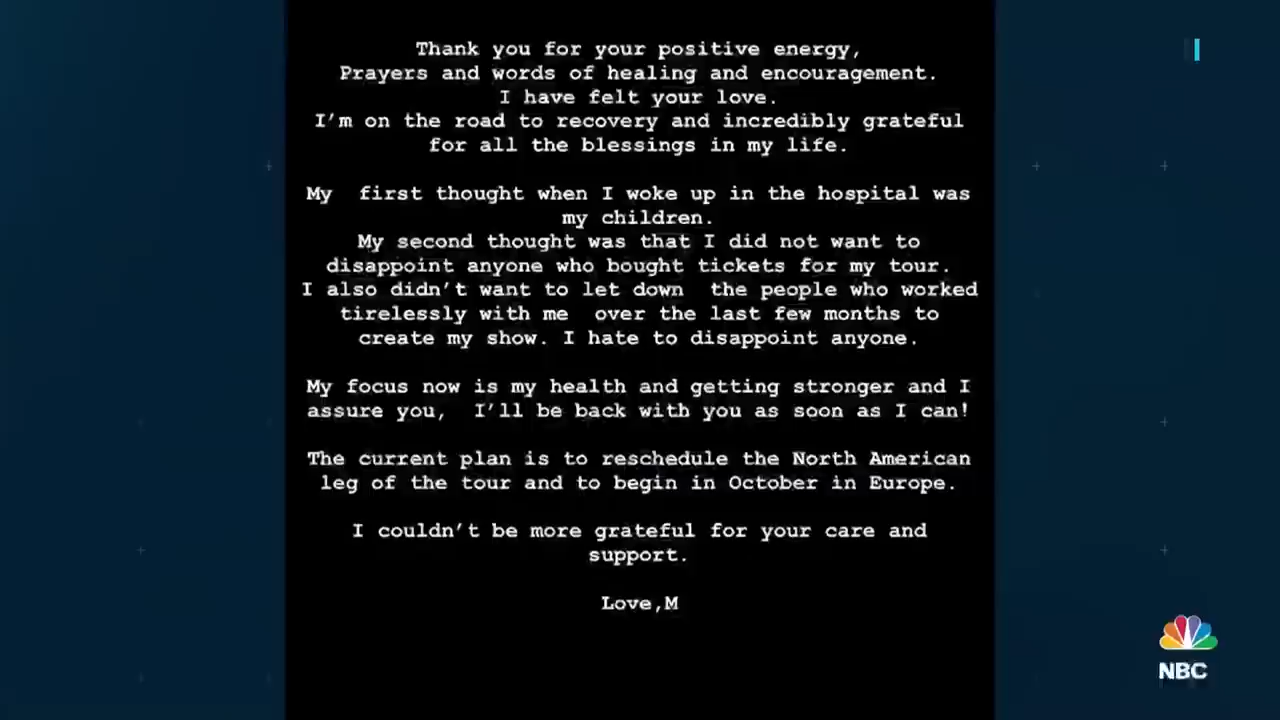 Thank you for your positive energy,
Prayers and words of healing and encouragement.
I have felt your love.
I'm on the road to recovery and incredibly grateful
for all the blessings in my life.
My  first thought when I woke up in the hospital was
my children.
My second thought was that I did not want to
disappoint anyone who bought tickets for my tour.
I also didn't want to let down  the people who worked
tirelessly with me  over the last few months to
create my show. I hate to disappoint anyone.
My focus now is my health and getting stronger and I
assure you,  I'll be back with you as soon as I can!
The current plan is to reschedule the North American
leg of the tour and to begin in October in Europe.
I couldn't be more grateful for your care and
support.
Love,M
NBC